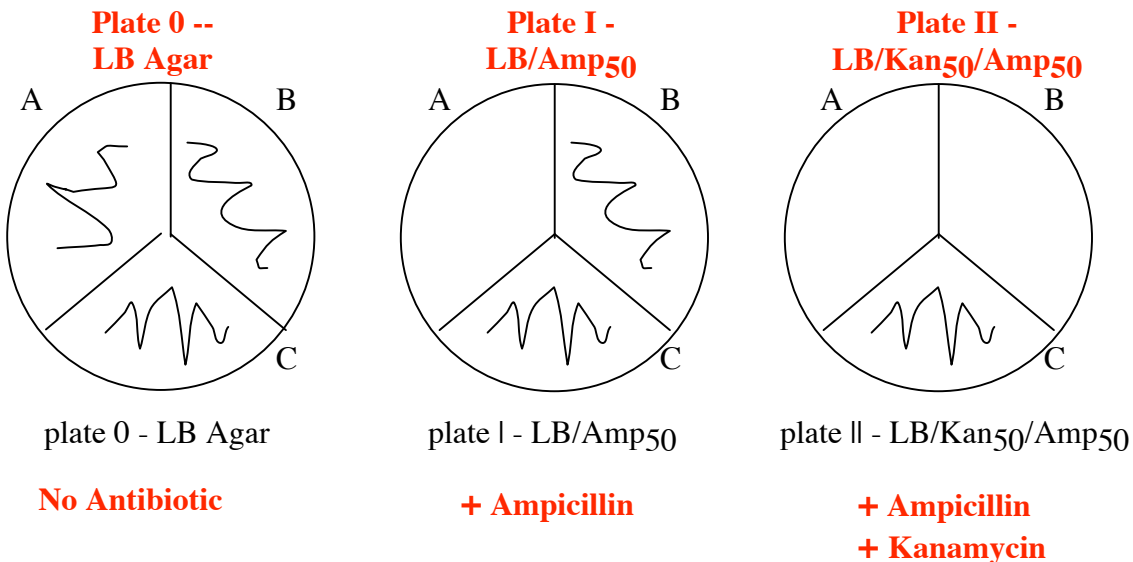 Plate 0 --
LB Agar
A
B
C
plate 0 - LB Agar
No Antibiotic
Plate I -
LB/Amp50
A
B
C
plate I - LB/Amp50
+ Ampicillin
Plate II -
LB/Kan50/Amp50
A
B
C
plate II - LB/Kan50/Amp50
+ Ampicillin
+ Kanamycin